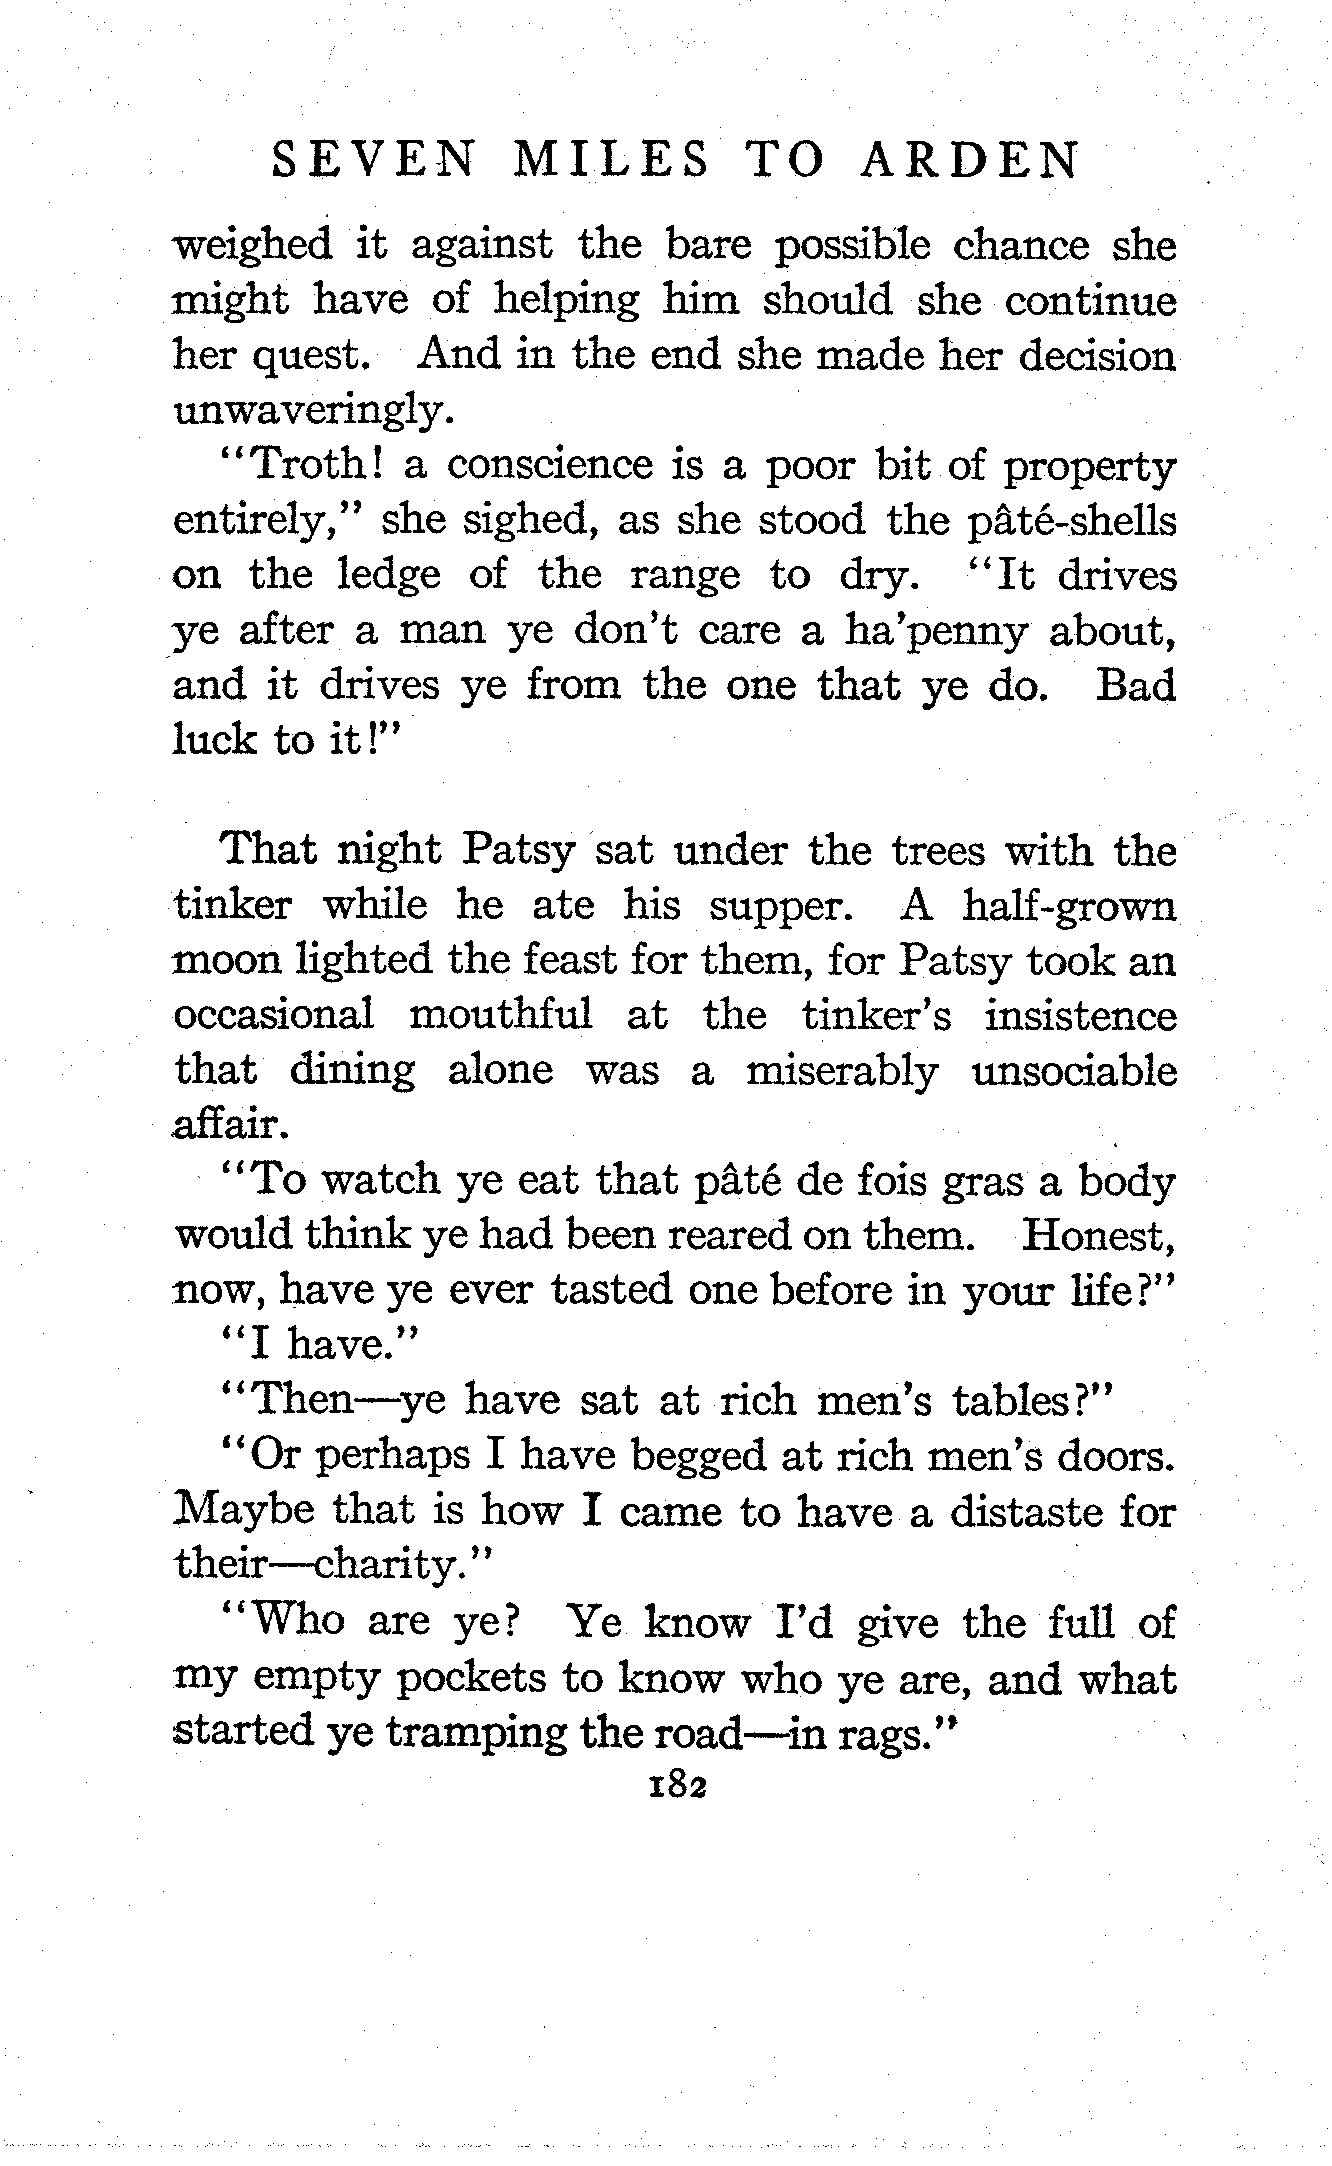 SEVEN MILES TO ARDEN
weighed it against the bare possible chance she
might have of helping him should she continue
her quest. And in the end she made her decision
unwaveringly.
"Troth! a conscience is a poor bit of property
entirely," she sighed, as she stood the pâté-shells
on the ledge of the range to dry. "It drives
ye after a man ye don't care a ha'penny about,
and it drives ye from the one that ye do. Bad
luck to it!"
That night Patsy sat under the trees with the
tinker while he ate his supper. A half-grown
moon lighted the feast for them, for Patsy took an
occasional mouthful at the tinker's insistence
that dining alone was a miserably unsociable
affair.
"To watch ye eat that pâté de fois gras a body
would think ye had been reared on them. Honest,
now, have ye ever tasted one before in your life?"
"I have."
"Then—ye have sat at rich men's tables?"
"Or perhaps I have begged at rich men's doors.
Maybe that is how I came to have a distaste for
their—charity."
"Who are ye? Ye know I'd give the full of
my empty pockets to know who ye are, and what
started ye tramping the road—in rags."
182